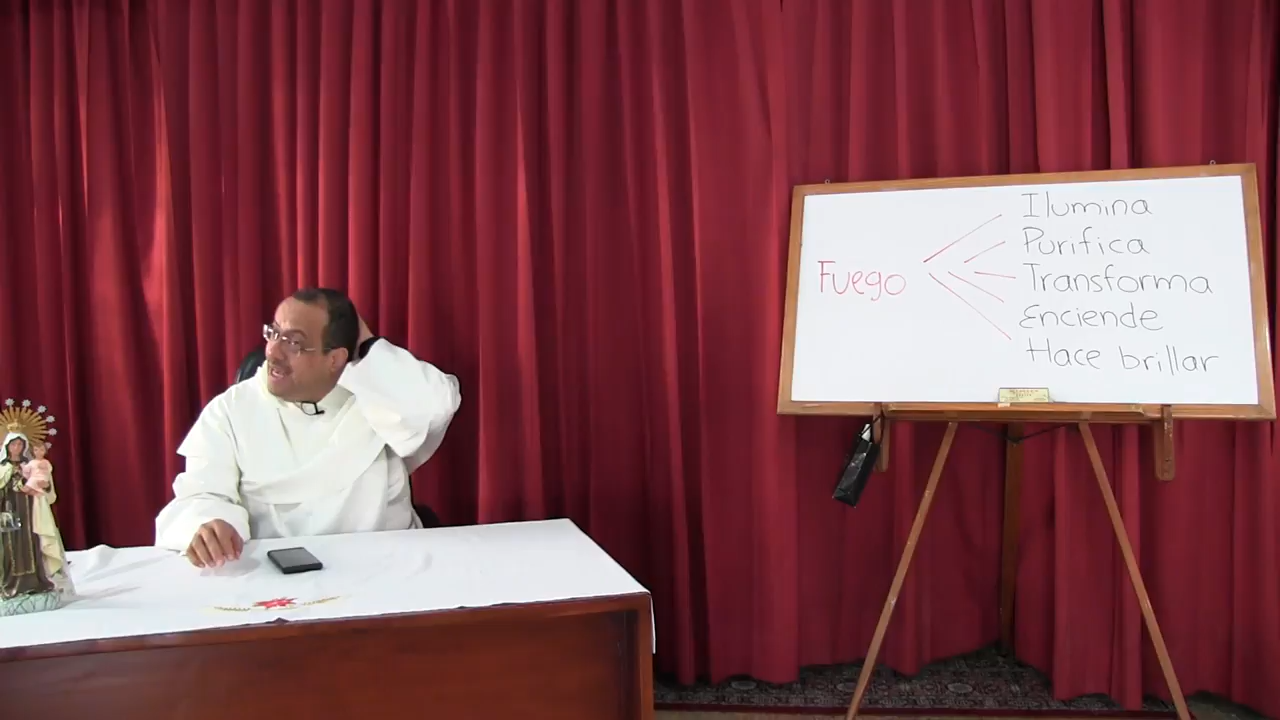 Ilumina
Purifica
Fuego
Transforma
Enciende
Hace brillar